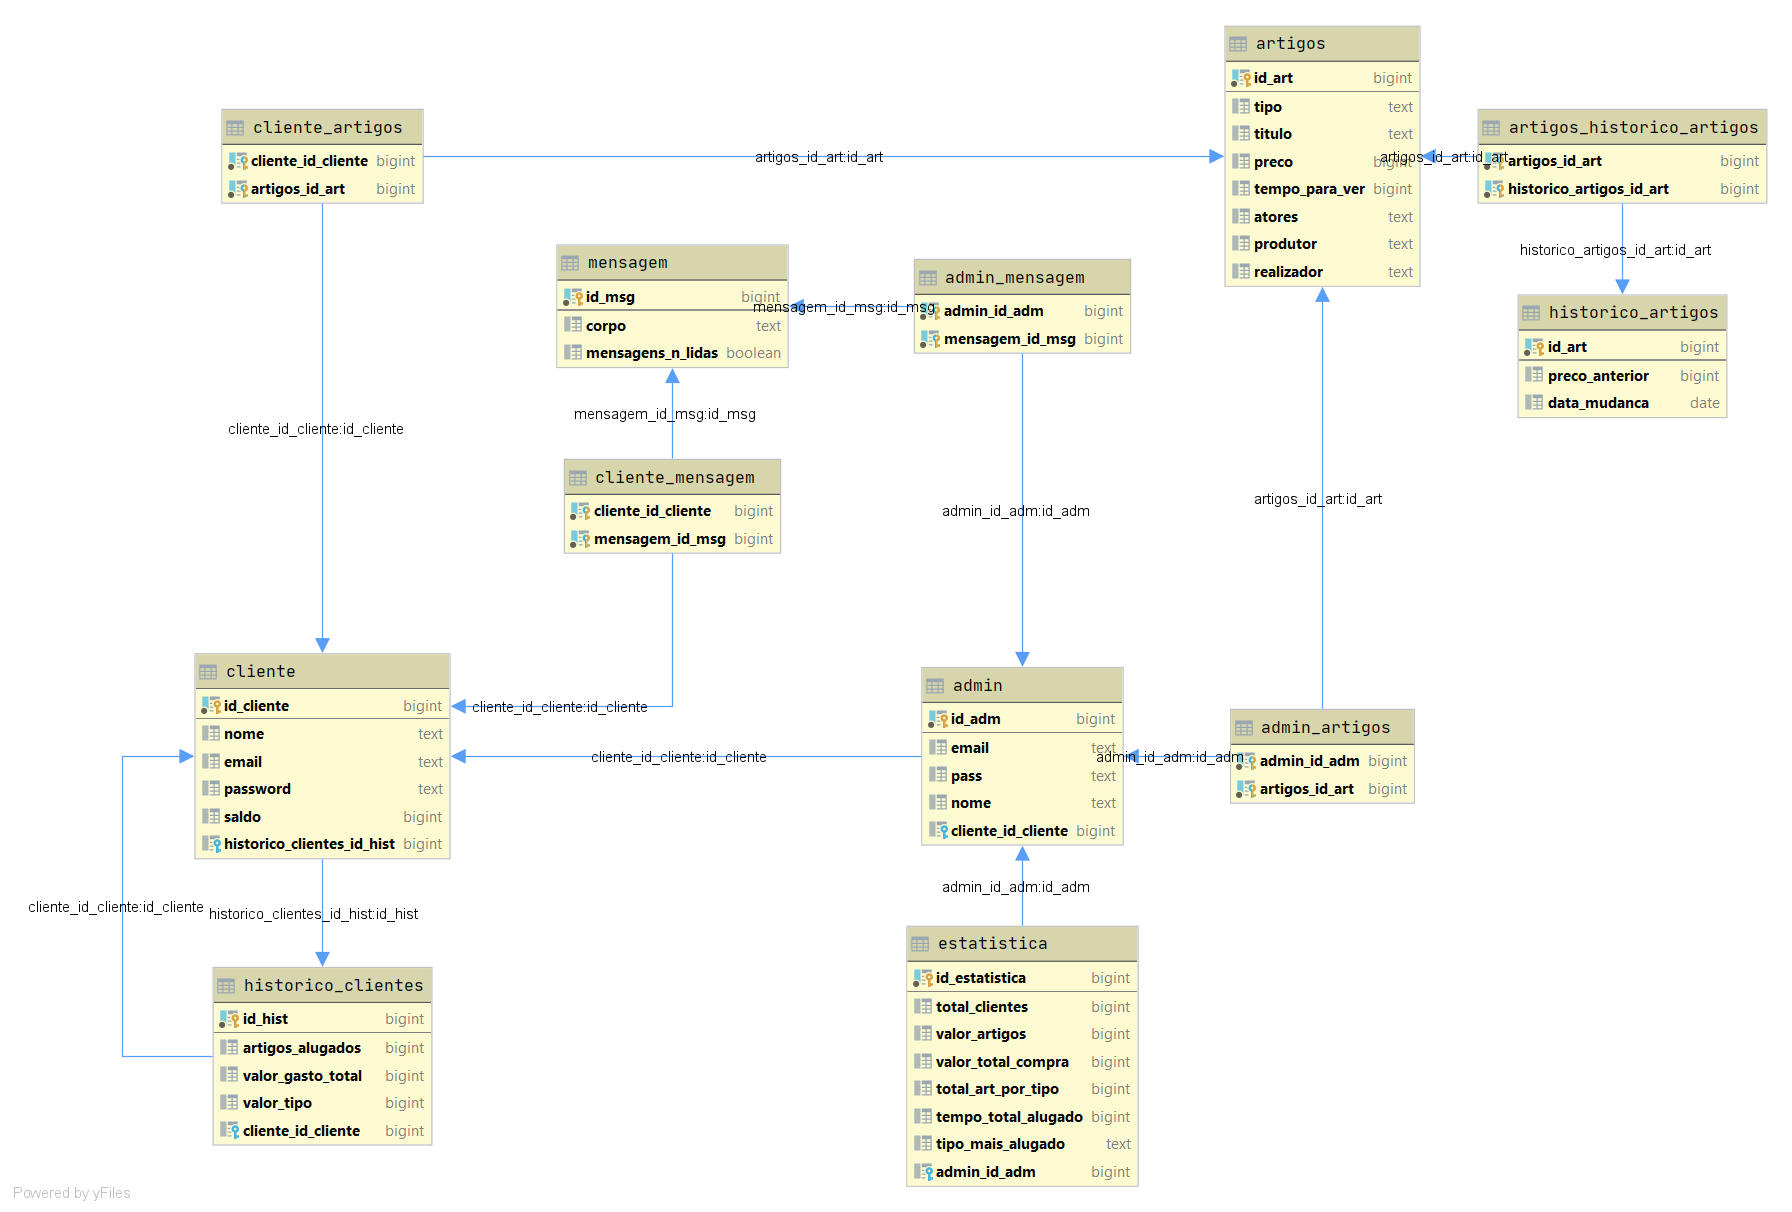 artigos
id_art bigint
tipo text
titulo text
preco bigint
tempo_para_ver bigint
atores text
produtor text
realizador text
cliente_artigos
cliente_id_cliente bigint
artigos_id_art bigint
artigos_id_art:id_art
artigos_id_art:id_art
artigos_historico_artigos
artigos_id_art bigint
historico_artigos_id_art bigint
historico_artigos_id_art:id_art
historico_artigos
id_art bigint
preco_anterior bigint
data_mudanca date
mensagem
id_msg bigint
corpo text
mensagens_n_lidas boolean
mensagem_id_msg:id_msg
admin_mensagem
admin_id_adm bigint
mensagem_id_msg bigint
mensagem_id_msg:id_msg
cliente_id_cliente:id_cliente
cliente_mensagem
cliente_id_cliente bigint
mensagem_id_msg bigint
admin_id_adm:id_adm
artigos_id_art:id_art
cliente
id_cliente bigint
nome text
email text
password text
saldo bigint
historico_clientes_id_hist bigint
cliente_id_cliente:id_cliente
cliente_id_cliente:id_cliente
admin
id_adm bigint
email text
pass text
nome text
cliente_id_cliente bigint
admin_id_adm:id_adm
admin_artigos
admin_id_adm bigint
artigos_id_art bigint
cliente_id_cliente:id_cliente
historico_clientes_id_hist:id_hist
admin_id_adm:id_adm
historico_clientes
id_hist bigint
artigos_alugados bigint
valor_gasto_total bigint
valor_tipo bigint
cliente_id_cliente bigint
estatistica
id_estatistica bigint
total_clientes bigint
valor_artigos bigint
valor_total_compra bigint
total_art_por_tipo bigint
tempo_total_alugado bigint
tipo_mais_alugado text
admin_id_adm bigint
Powered by yFiles